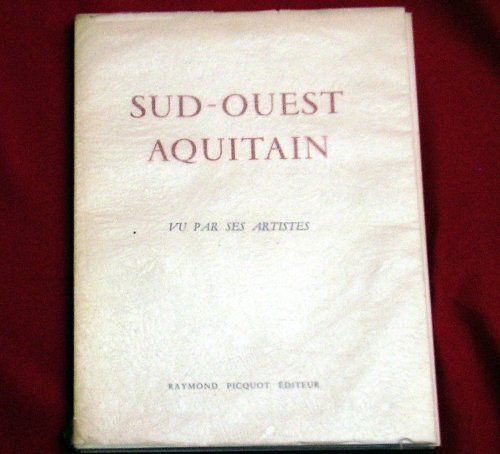 SUD-OUEST
AQUITAIN
VU PAR SES ARTISTES
RAYMOND PICQUOT ÉDITEUR